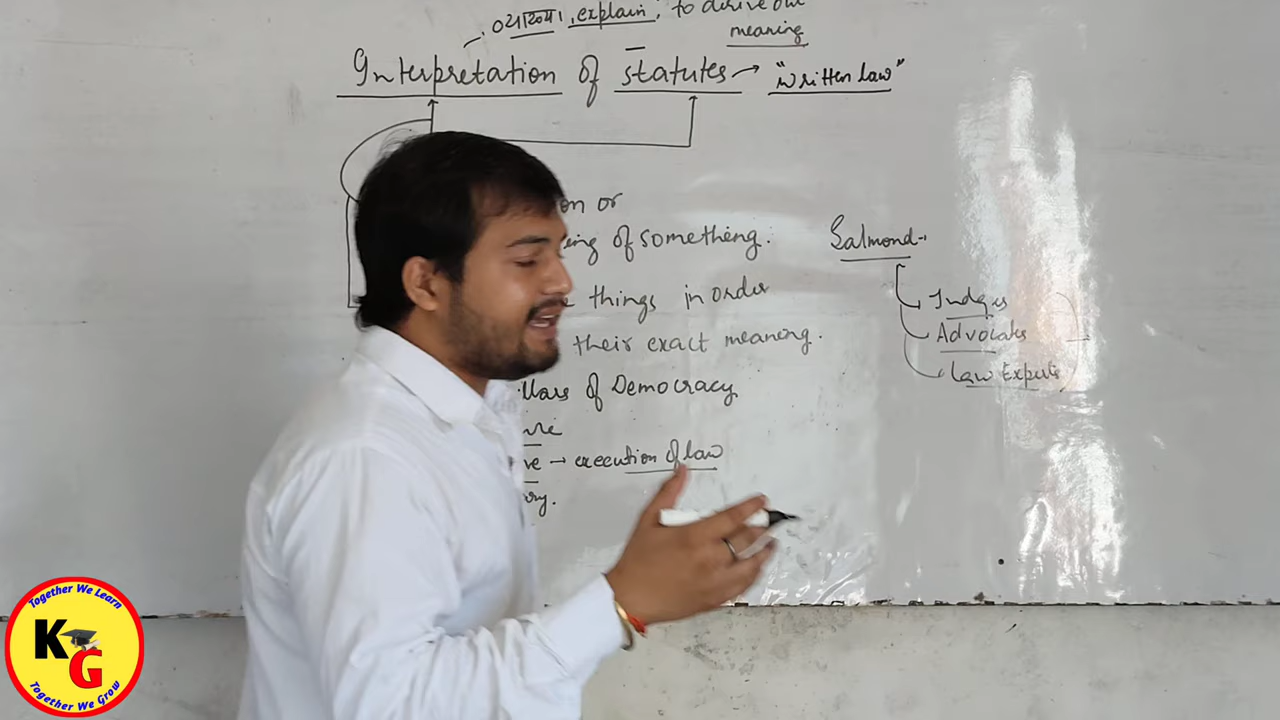 व्याख्या, explain, to derive out
meaning
Interpretation of statutes → "written law"
on or
ing of something.
things in order
their exact meaning.
llars of Democracy
ve → execution of law
ry.
Salmond
Judges
Advocates
Law Experts
Together We Learn
KG
Together We Grow